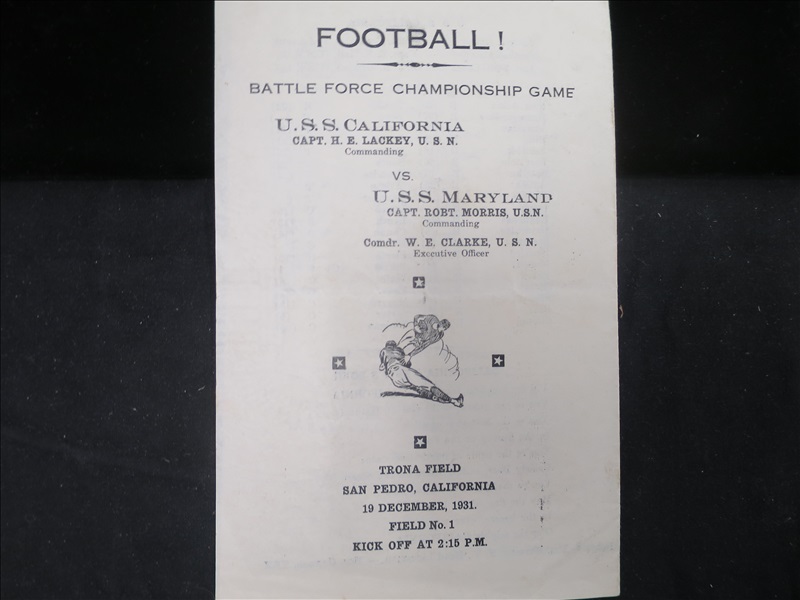 FOOTBALL!
BATTLE FORCE CHAMPIONSHIP GAME
U.S.S. CALIFORNIA
CAPT. H. E. LACKEY, U. S. N.
Commanding
VS.
U.S.S. MARYLAND
CAPT. ROBT. MORRIS, U.S.N.
Commanding
Comdr. W. E. CLARKE, U. S. N.
Executive Officer
TRONA FIELD
SAN PEDRO, CALIFORNIA
19 DECEMBER, 1931.
FIELD No. 1
KICK OFF AT 2:15 P.M.